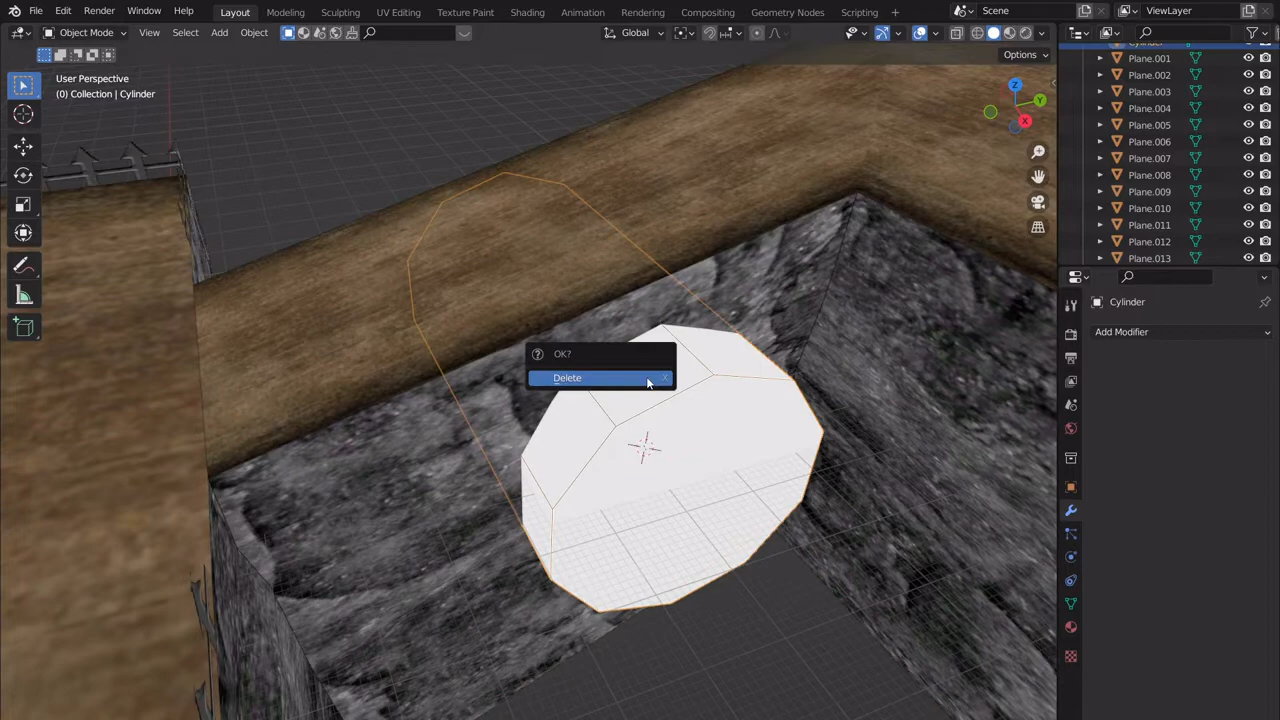 File Edit Render Window Help Layout Modeling Sculpting UV Editing Texture Paint Shading Animation Rendering Compositing Geometry Nodes Scripting + Scene ViewLayer
Object Mode View Select Add Object Global
Options
User Perspective
(0) Collection | Cylinder
Z
Y
X
OK?
Delete X
Cylinder
Plane.001
Plane.002
Plane.003
Plane.004
Plane.005
Plane.006
Plane.007
Plane.008
Plane.009
Plane.010
Plane.011
Plane.012
Plane.013
Cylinder
Add Modifier